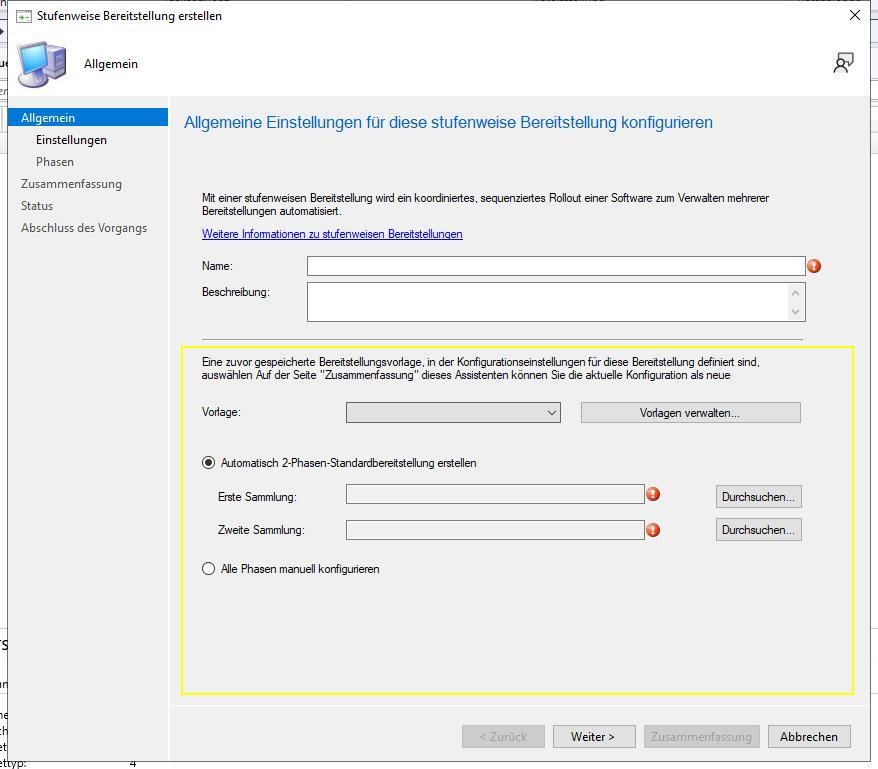 Stufenweise Bereitstellung erstellen
Allgemein
Allgemein
Einstellungen
Phasen
Zusammenfassung
Status
Abschluss des Vorgangs
Allgemeine Einstellungen für diese stufenweise Bereitstellung konfigurieren
Mit einer stufenweisen Bereitstellung wird ein koordiniertes, sequenziertes Rollout einer Software zum Verwalten mehrerer
Bereitstellungen automatisiert.
Weitere Informationen zu stufenweisen Bereitstellungen
Name:
Beschreibung:
Eine zuvor gespeicherte Bereitstellungsvorlage, in der Konfigurationseinstellungen für diese Bereitstellung definiert sind,
auswählen Auf der Seite "Zusammenfassung" dieses Assistenten können Sie die aktuelle Konfiguration als neue
Vorlage:
Vorlagen verwalten...
Automatisch 2-Phasen-Standardbereitstellung erstellen
Erste Sammlung:
Durchsuchen...
Zweite Sammlung:
Durchsuchen...
Alle Phasen manuell konfigurieren
< Zurück
Weiter >
Zusammenfassung
Abbrechen
ettyp:
4